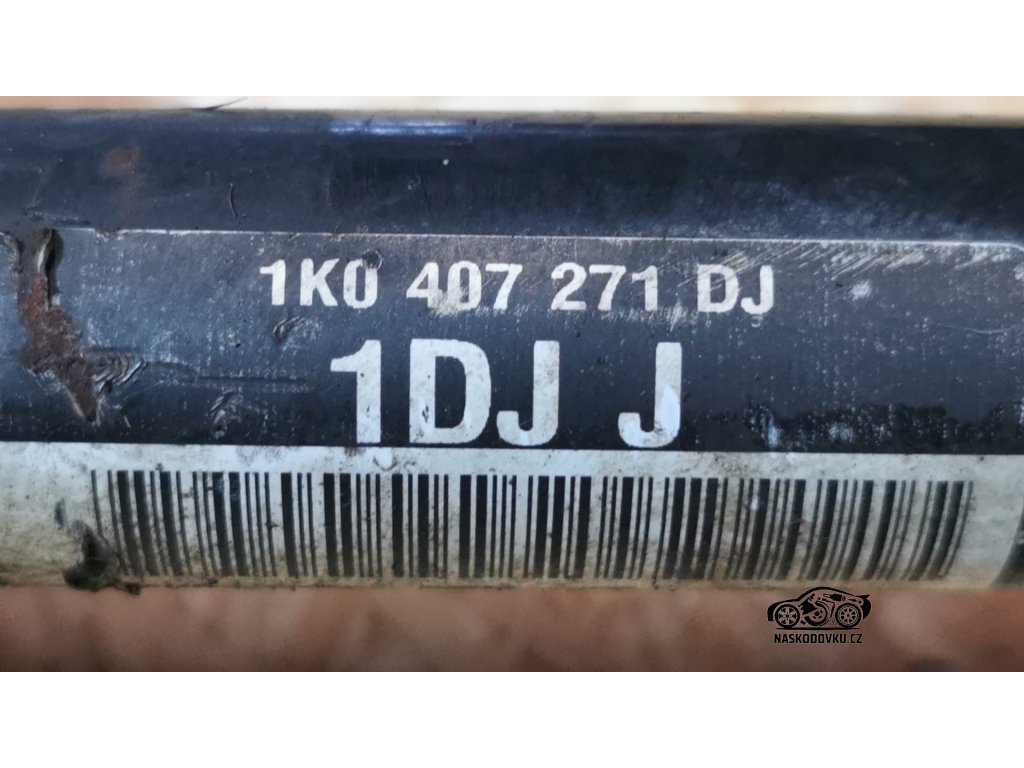 1K0 407 271 DJ
1DJ J
NASKODOVKU.CZ